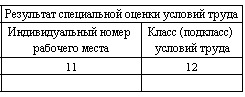 Результат специальной оценки условий труда
Индивидуальный номер рабочего места
Класс (подкласс) условий труда
11
12